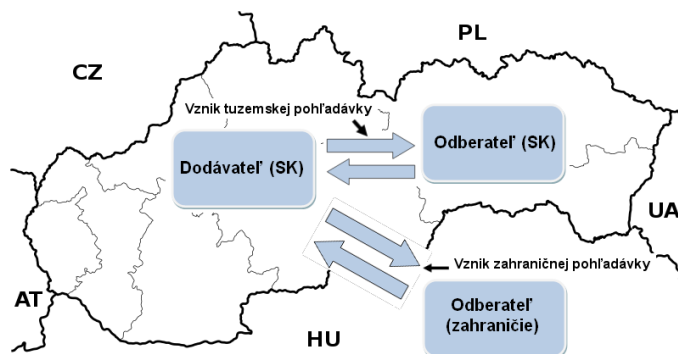 PL
CZ
Vznik tuzemskej pohľadávky
Odberateľ (SK)
Dodávateľ (SK)
UA
Vznik zahraničnej pohľadávky
AT
Odberateľ
(zahraničie)
HU